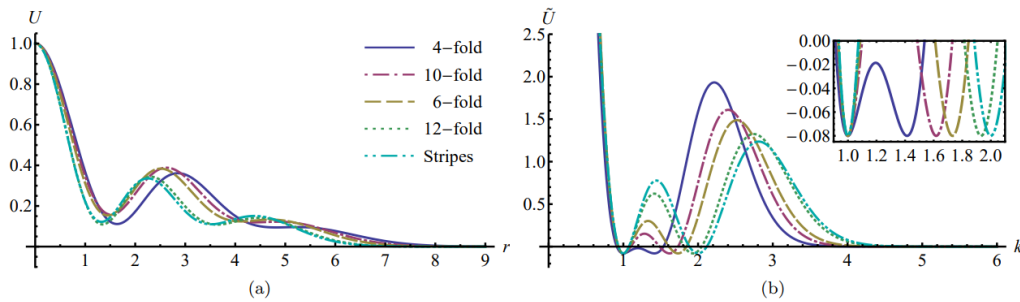 U
1.0
0.8
0.6
0.4
0.2
1 2 3 4 5 6 7 8 9 r
4−fold
10−fold
6−fold
12−fold
Stripes
(a)
Ũ
2.5
2.0
1.5
1.0
0.5
1 2 3 4 5 6 k
0.00
−0.02
−0.04
−0.06
−0.08
1.0 1.2 1.4 1.6 1.8 2.0
(b)